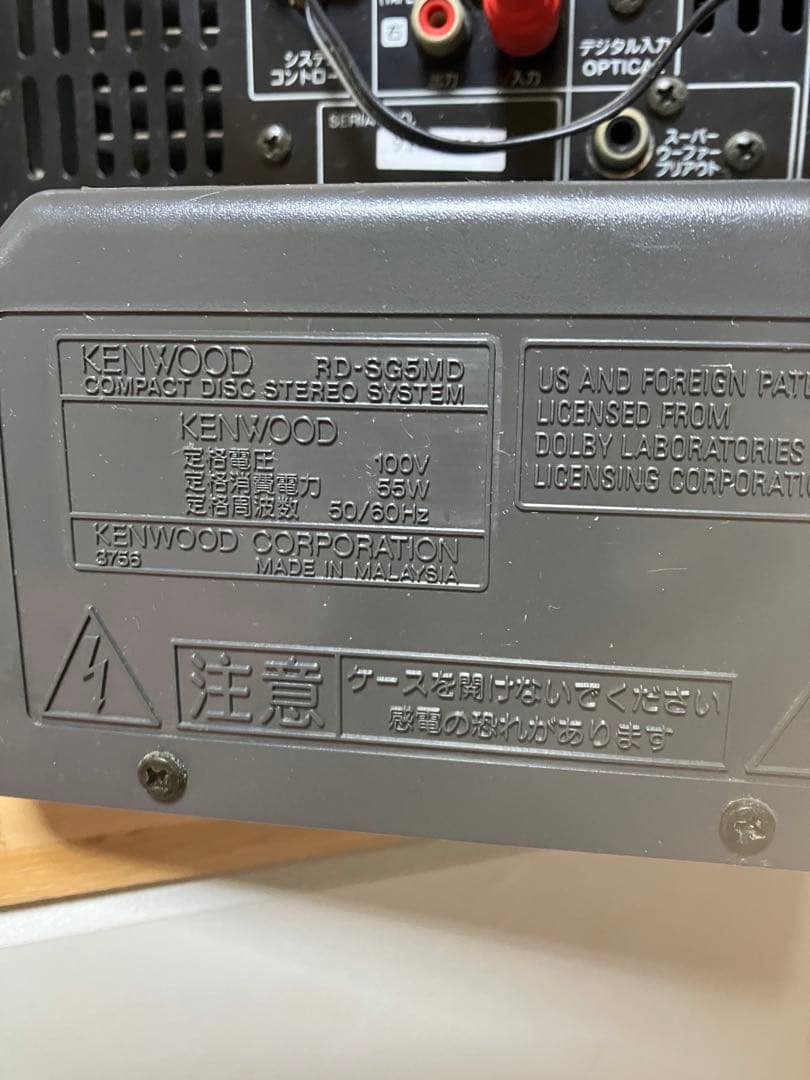 右
システ
コントロー
出力
入力
デジタル入力
OPTICAL
スーパー
ウーファー
プリアウト
KENWOOD RD-SG5MD
COMPACT DISC STEREO SYSTEM
KENWOOD
定格電圧 100V
定格消費電力 55W
定格周波数 50/60Hz
KENWOOD CORPORATION
8756 MADE IN MALAYSIA
US AND FOREIGN PATE
LICENSED FROM
DOLBY LABORATORIES
LICENSING CORPORATIO
注意
ケースを開けないでください
感電の恐れがあります